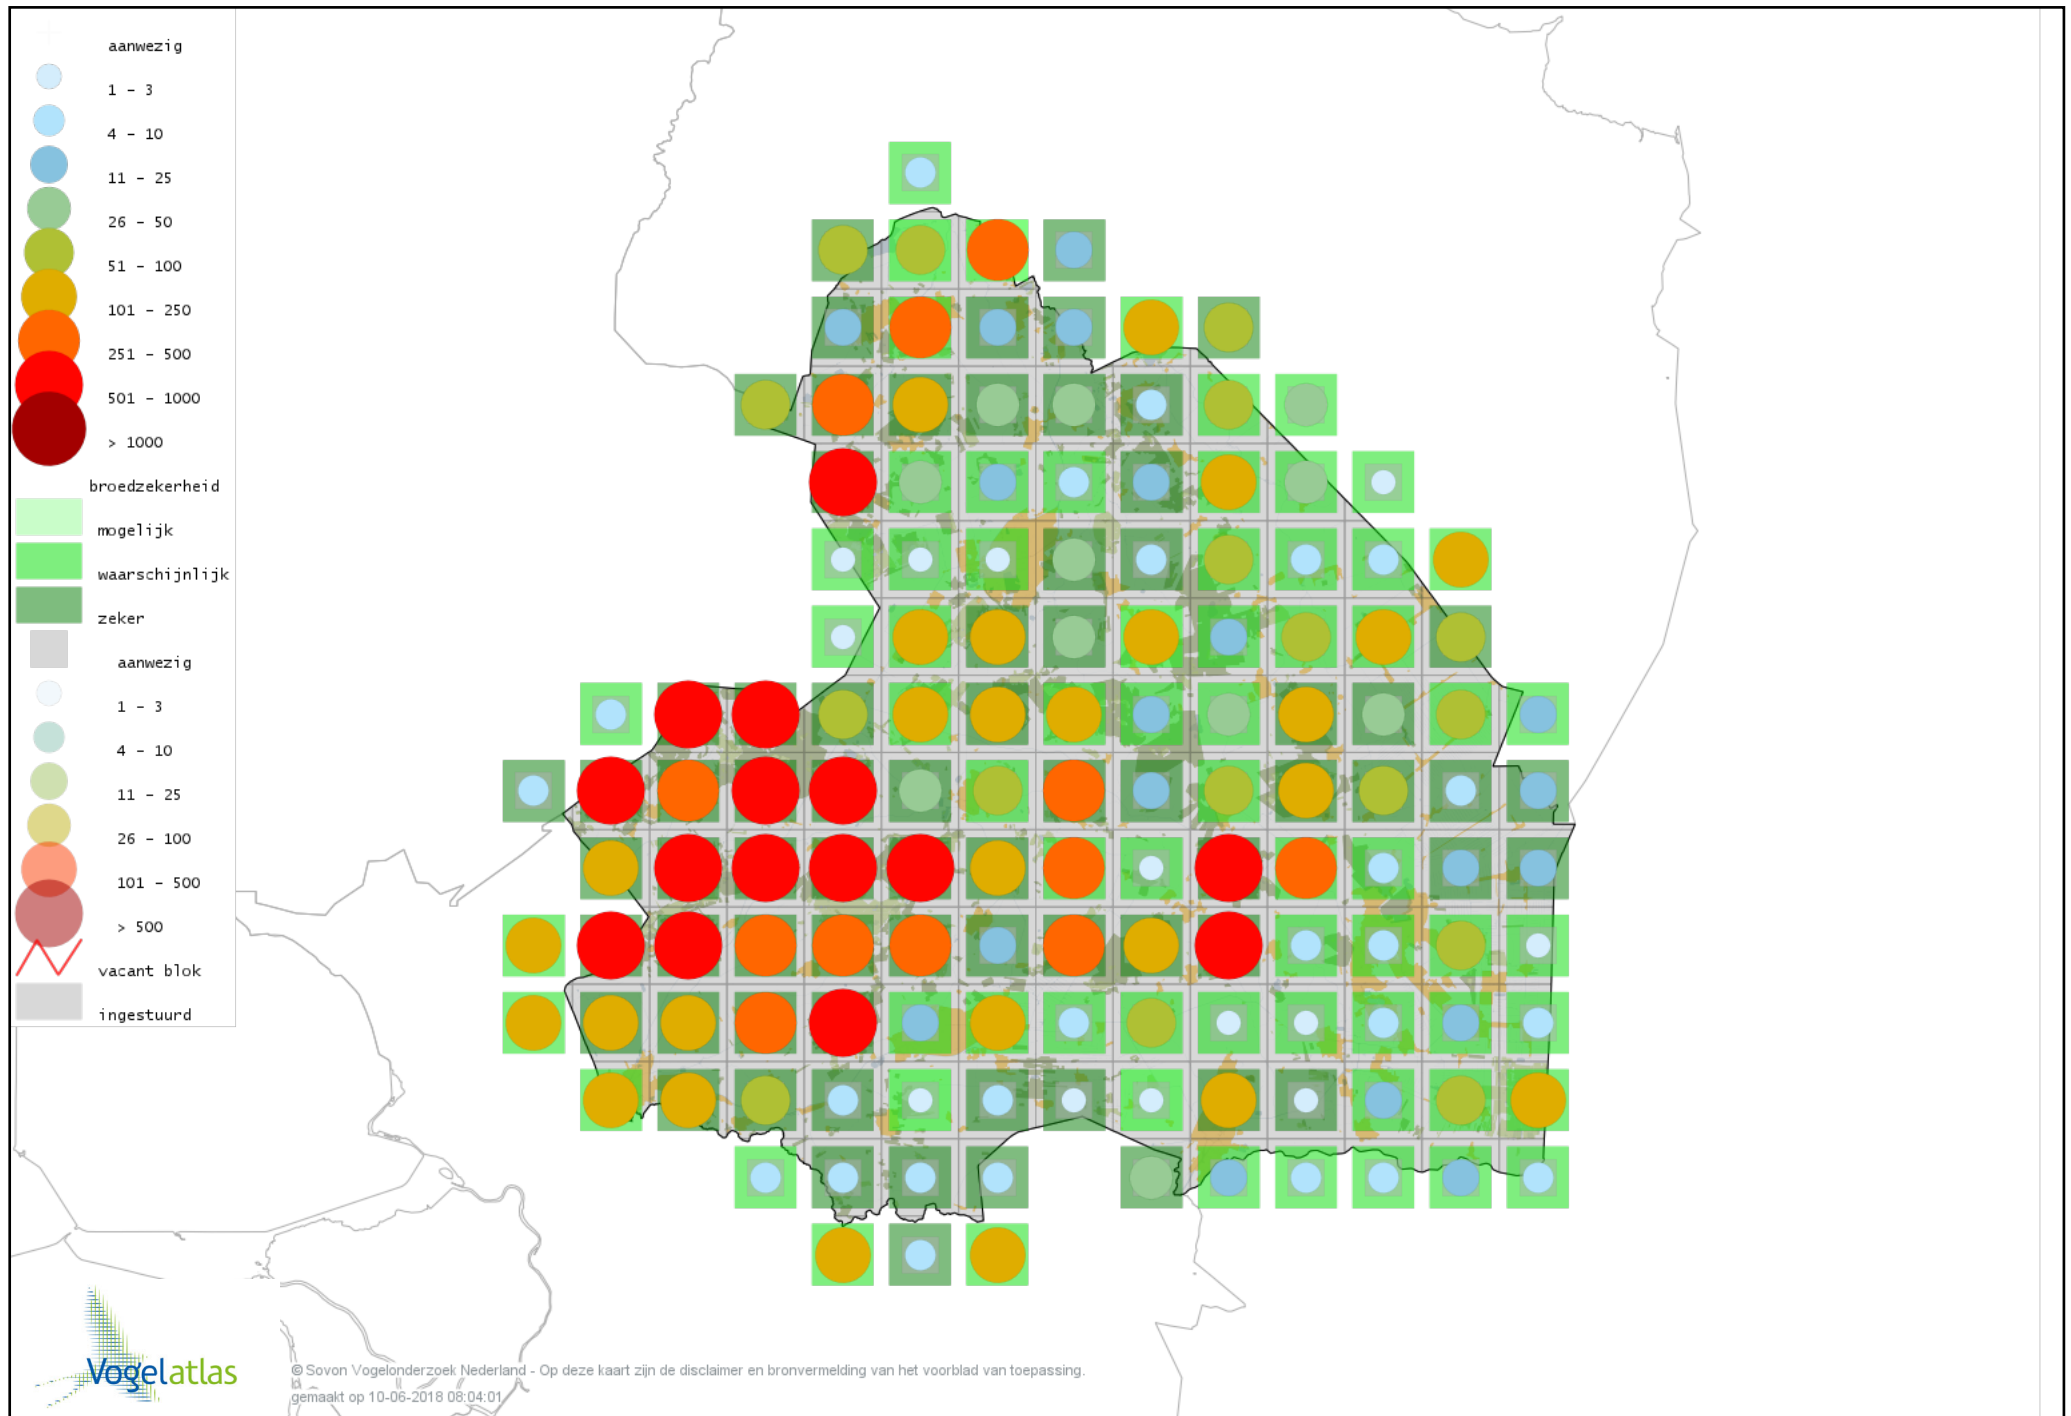 aanwezig
1 - 3
4 - 10
11 - 25
26 - 50
51 - 100
101 - 250
251 - 500
501 - 1000
> 1000
broedzekerheid
mogelijk
waarschijnlijk
zeker
aanwezig
1 - 3
4 - 10
11 - 25
26 - 100
101 - 500
> 500
vacant blok
ingestuurd
Vogelatlas
© Sovon Vogelonderzoek Nederland - Op deze kaart zijn de disclaimer en bronvermelding van het voorblad van toepassing.
gemaakt op 10-06-2018 08:04:01